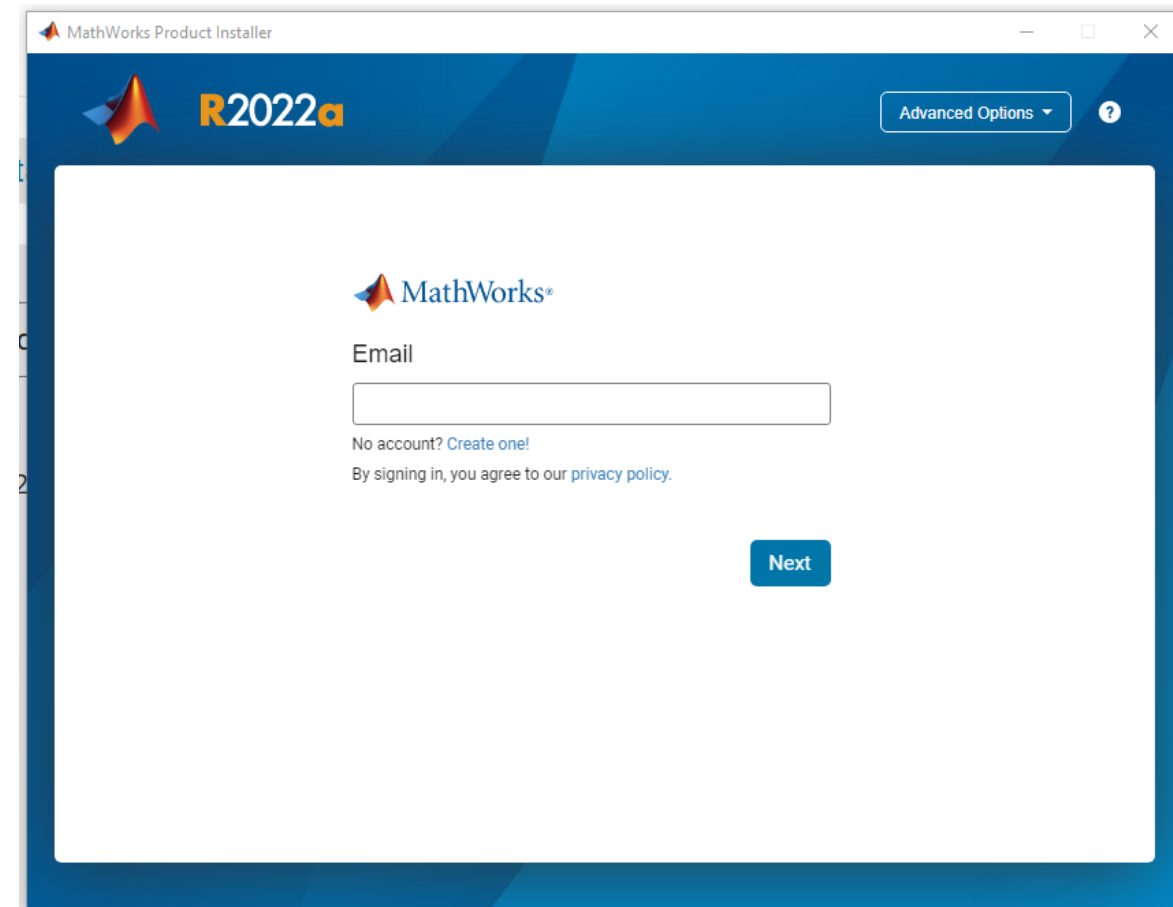 MathWorks Product Installer
R2022a
Advanced Options
?
t
MathWorks®
Email
No account? Create one!
By signing in, you agree to our privacy policy.
2
Next